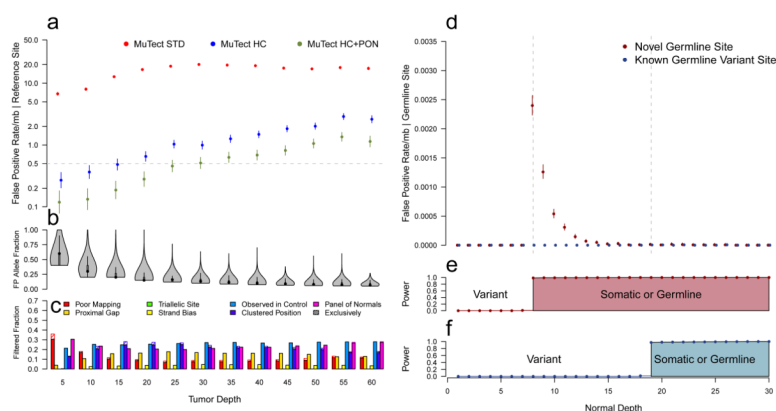 a
MuTect STD
MuTect HC
MuTect HC+PON
False Positive Rate/mb | Reference Site
50.0
20.0
10.0
5.0
2.0
1.0
0.5
0.2
0.1
b
FP Allele Fraction
1.00
0.75
0.50
0.25
0.00
c
Poor Mapping
Triallelic Site
Observed in Control
Panel of Normals
Proximal Gap
Strand Bias
Clustered Position
Exclusively
Filtered Fraction
0.7
0.6
0.5
0.4
0.3
0.2
0.1
0.0
5 10 15 20 25 30 35 40 45 50 55 60
Tumor Depth
d
Novel Germline Site
Known Germline Variant Site
False Positive Rate/mb | Germline Site
0.0035
0.0030
0.0025
0.0020
0.0015
0.0010
0.0005
0.0000
e
Power
1.0
0.8
0.6
0.4
0.2
0.0
Variant
Somatic or Germline
f
Power
1.0
0.8
0.6
0.4
0.2
0.0
Variant
Somatic or Germline
0 5 10 15 20 25 30
Normal Depth